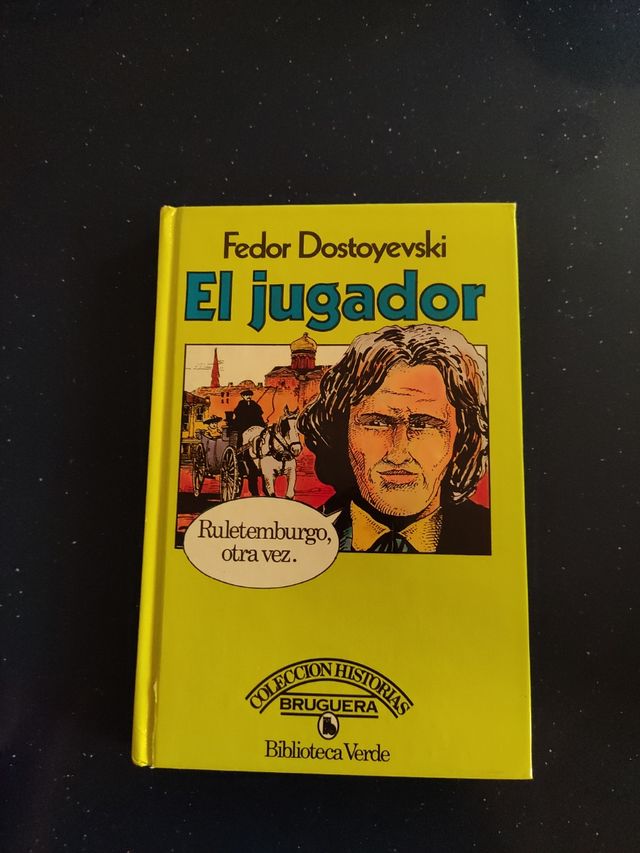 Fedor Dostoyevski
El jugador
Ruletemburgo,
otra vez.
COLECCION HISTORIAS
BRUGUERA
Biblioteca Verde